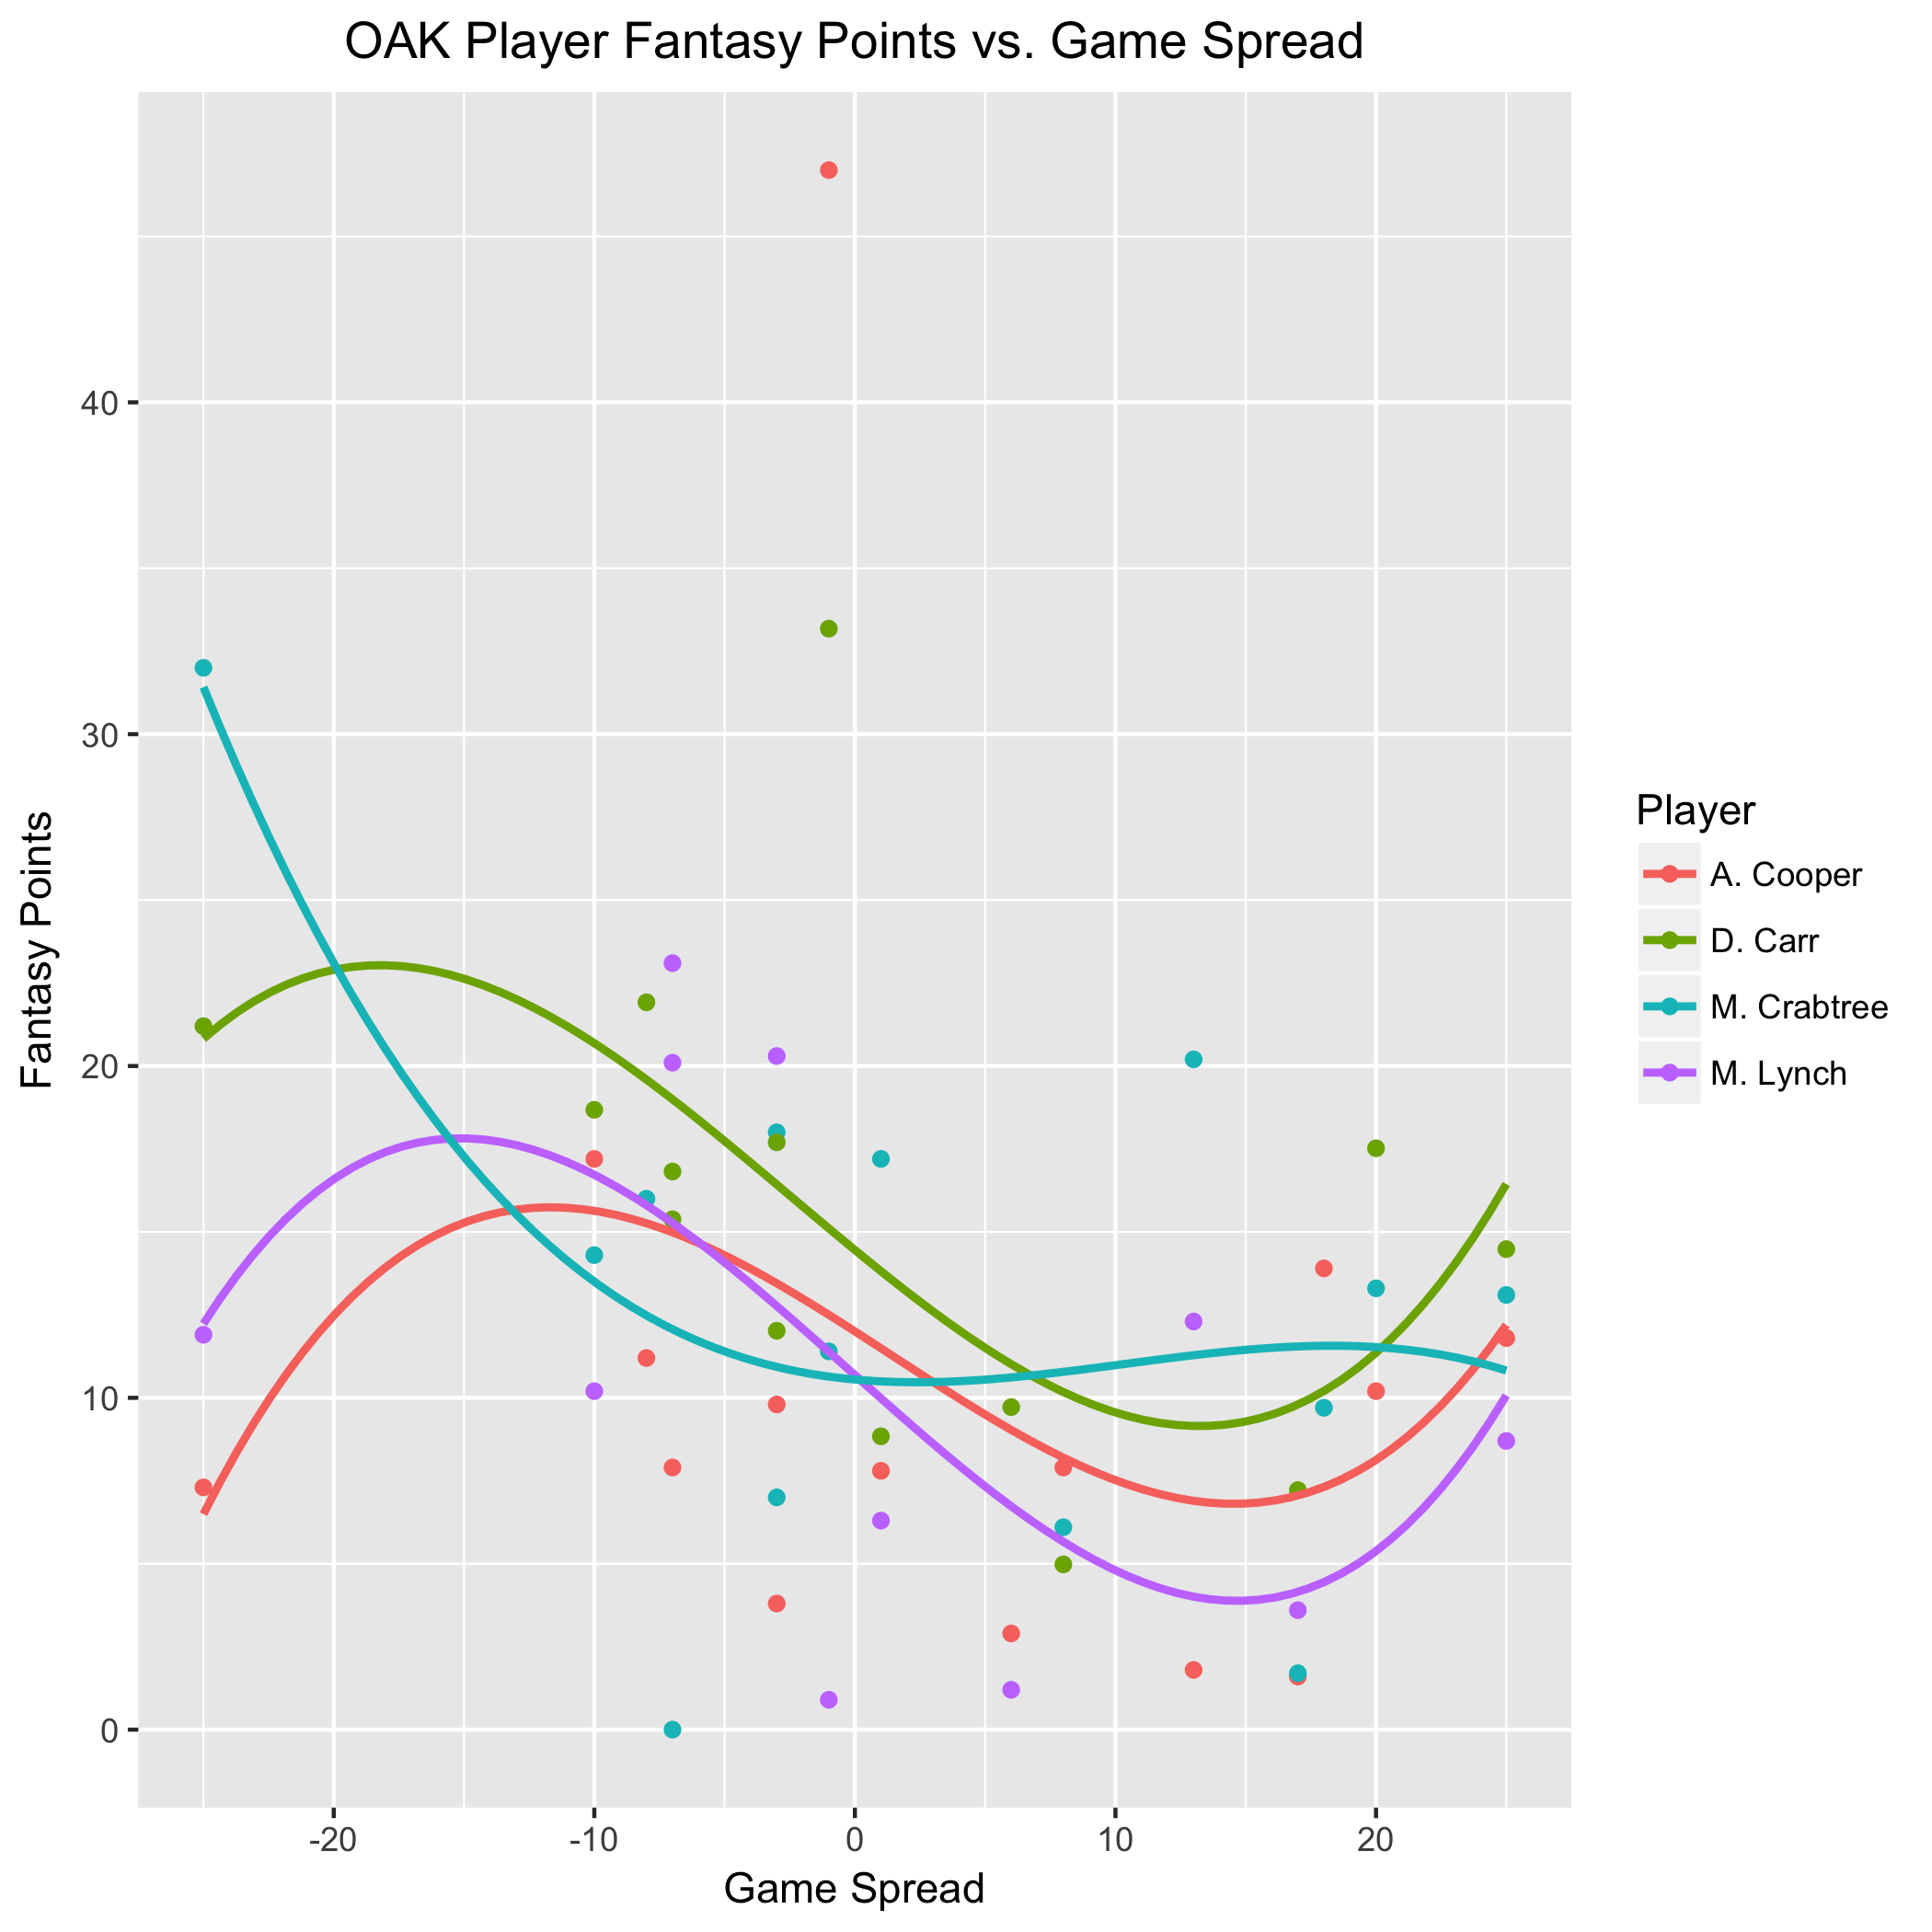 OAK Player Fantasy Points vs. Game Spread
Fantasy Points
40
30
20
10
0
-20
-10
0
10
20
Game Spread
Player
A. Cooper
D. Carr
M. Crabtree
M. Lynch